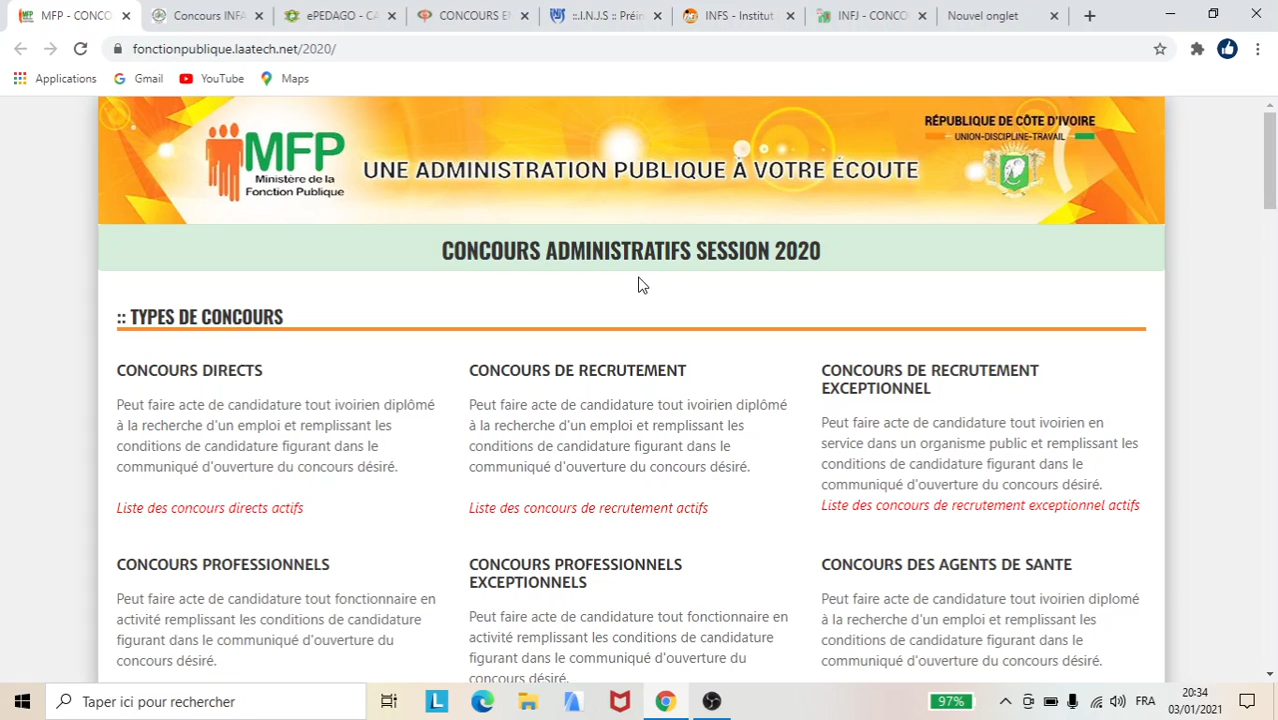 MFP - CONCO
Concours INFA
ePEDAGO - CA
CONCOURS EN
::.I.N.J.S :: Préin
INFS - Institut
INFJ - CONCO
Nouvel onglet
fonctionpublique.laatech.net/2020/
Applications
Gmail
YouTube
Maps
MFP
Ministère de la
Fonction Publique
UNE ADMINISTRATION PUBLIQUE À VOTRE ÉCOUTE
RÉPUBLIQUE DE CÔTE D'IVOIRE
UNION-DISCIPLINE-TRAVAIL
CONCOURS ADMINISTRATIFS SESSION 2020
:: TYPES DE CONCOURS
CONCOURS DIRECTS
Peut faire acte de candidature tout ivoirien diplômé
à la recherche d'un emploi et remplissant les
conditions de candidature figurant dans le
communiqué d'ouverture du concours désiré.
Liste des concours directs actifs
CONCOURS DE RECRUTEMENT
Peut faire acte de candidature tout ivoirien diplômé
à la recherche d'un emploi et remplissant les
conditions de candidature figurant dans le
communiqué d'ouverture du concours désiré.
Liste des concours de recrutement actifs
CONCOURS DE RECRUTEMENT
EXCEPTIONNEL
Peut faire acte de candidature tout ivoirien en
service dans un organisme public et remplissant les
conditions de candidature figurant dans le
communiqué d'ouverture du concours désiré.
Liste des concours de recrutement exceptionnel actifs
CONCOURS PROFESSIONNELS
Peut faire acte de candidature tout fonctionnaire en
activité remplissant les conditions de candidature
figurant dans le communiqué d'ouverture du
concours désiré.
CONCOURS PROFESSIONNELS
EXCEPTIONNELS
Peut faire acte de candidature tout fonctionnaire en
activité remplissant les conditions de candidature
figurant dans le communiqué d'ouverture du
concours désiré.
CONCOURS DES AGENTS DE SANTE
Peut faire acte de candidature tout ivoirien diplomé
à la recherche d'un emploi et remplissant les
conditions de candidature figurant dans le
communiqué d'ouverture du concours désiré.
Taper ici pour rechercher
L
97%
FRA
20:34
03/01/2021